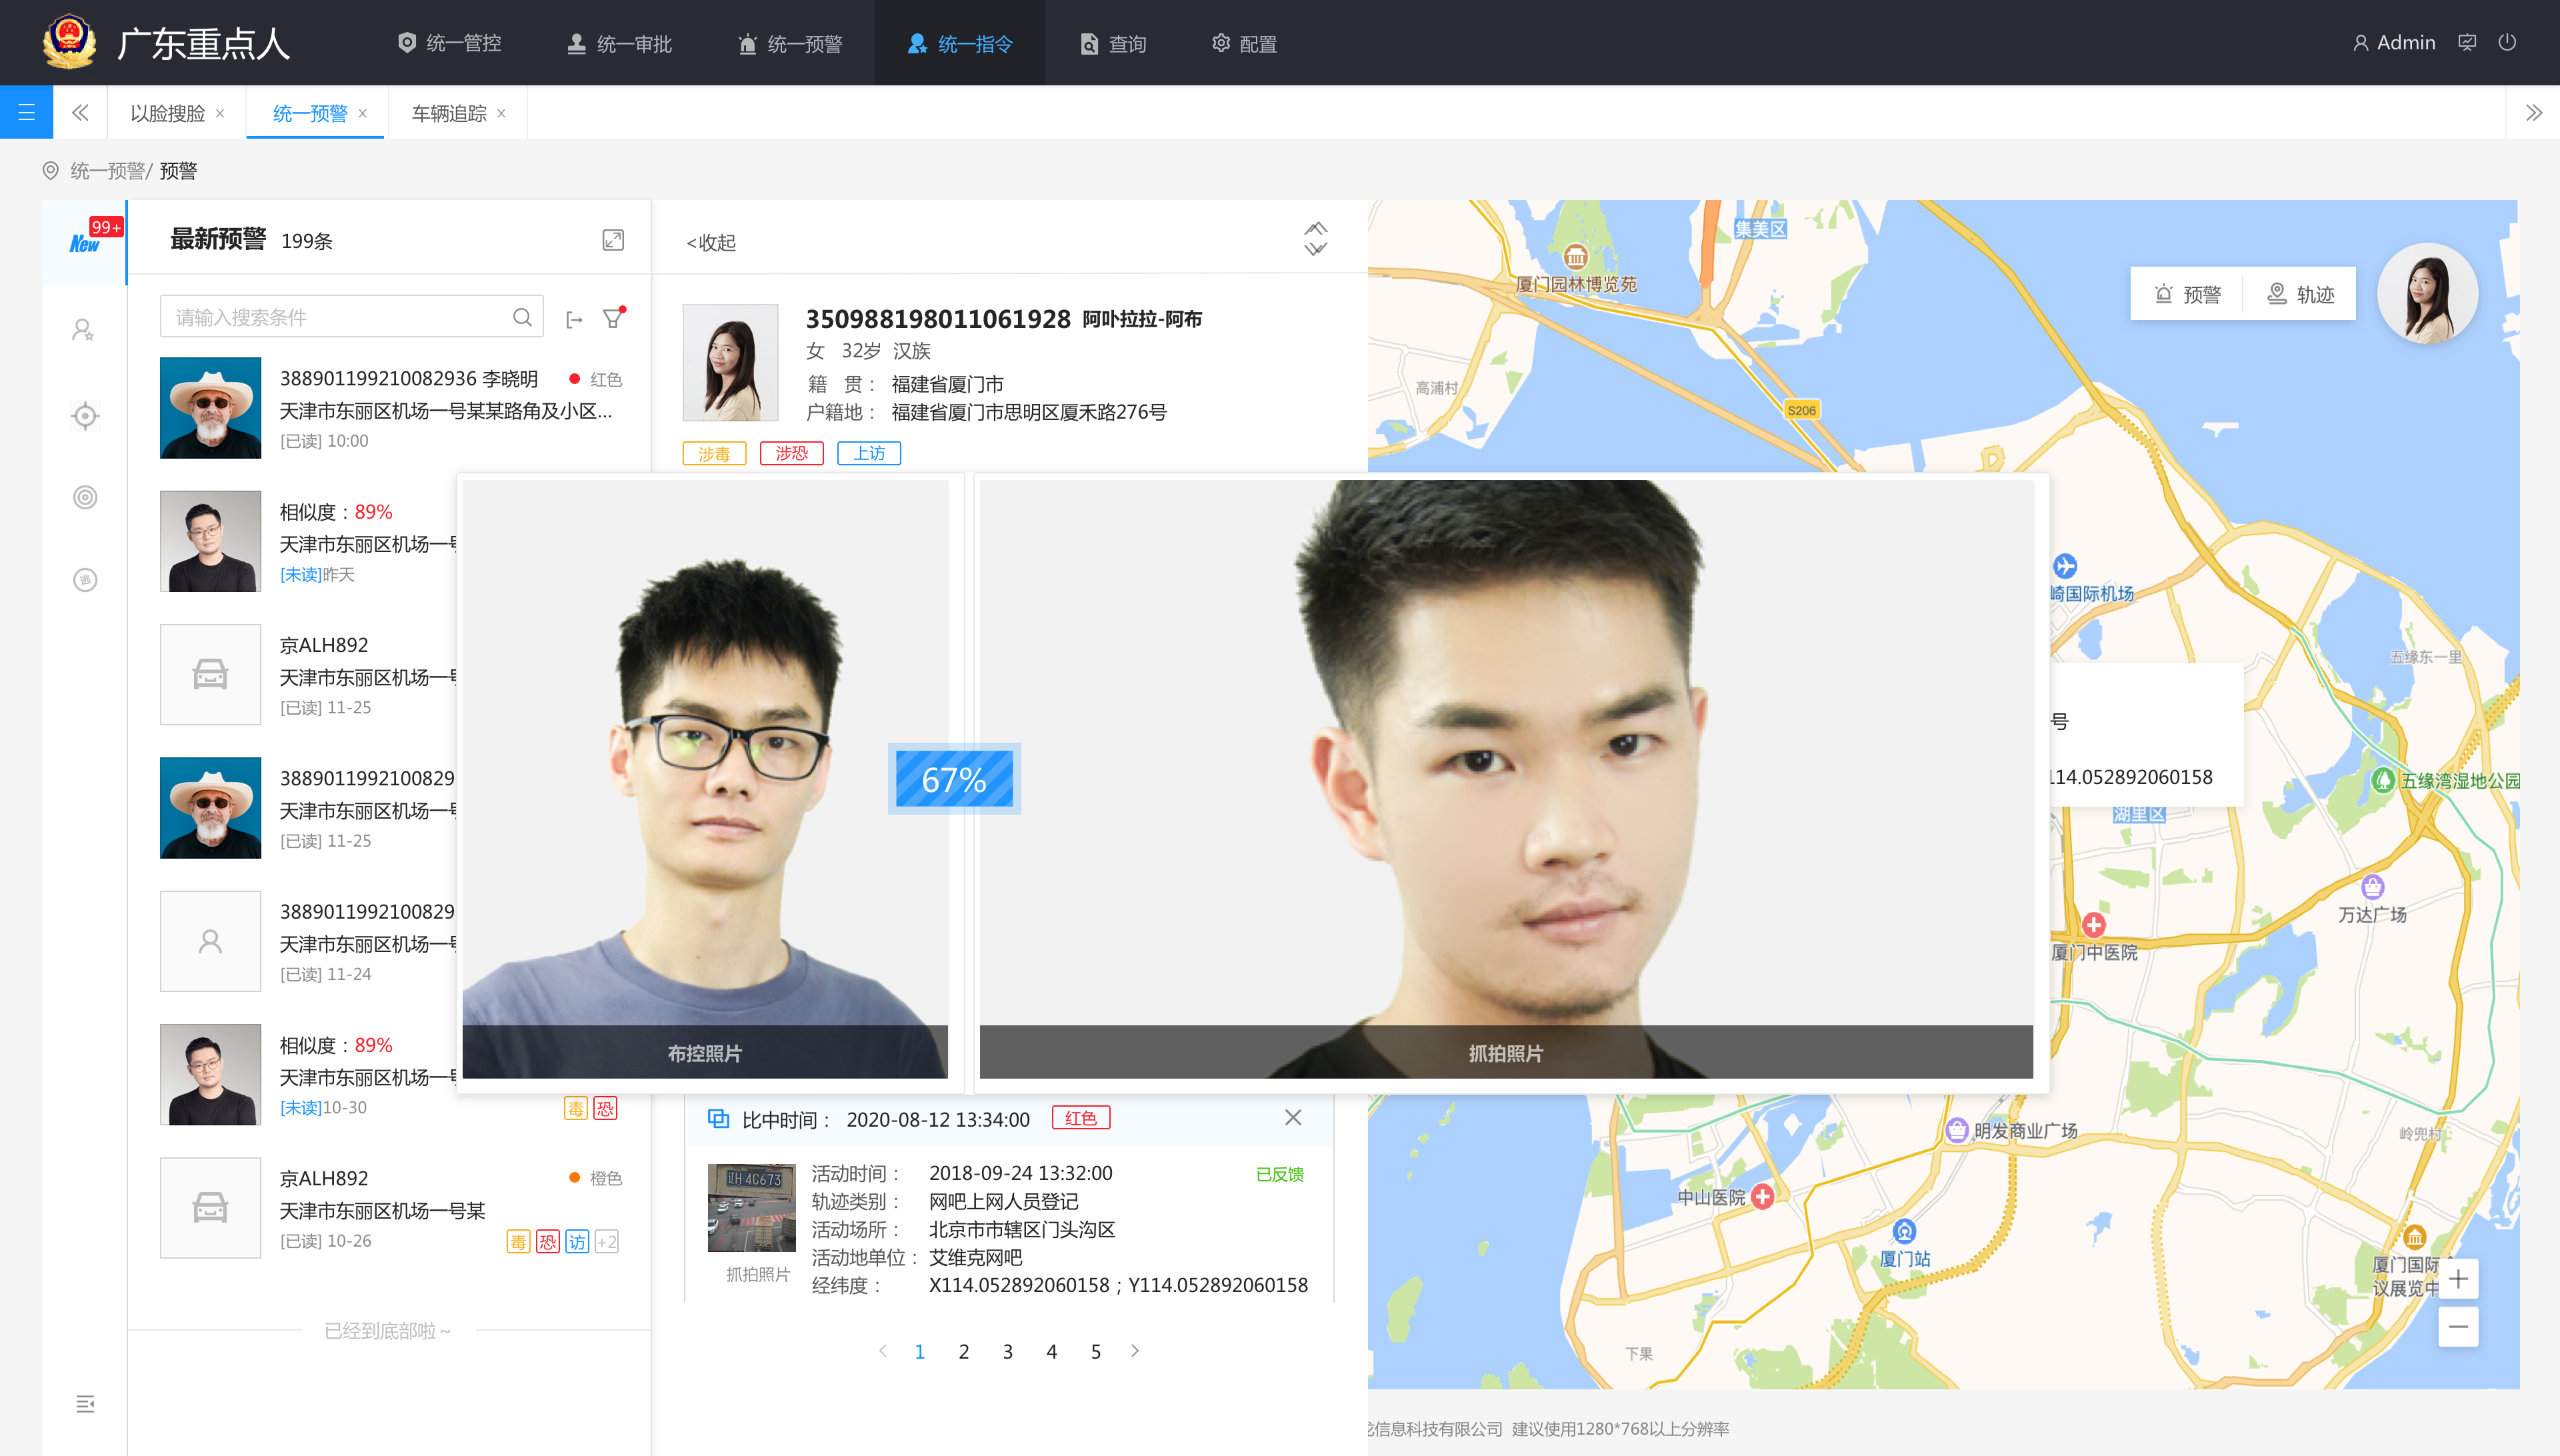 广东重点人
统一管控
统一审批
统一预警
统一指令
查询
配置
Admin
以脸搜脸
统一预警
车辆追踪
统一预警/ 预警
99+
New
逃
最新预警 199条
请输入搜索条件
388901199210082936 李晓明
红色
天津市东丽区机场一号某某路角及小区...
[已读] 10:00
相似度：89%
天津市东丽区机场一号
[未读]昨天
京ALH892
天津市东丽区机场一号
[已读] 11-25
3889011992100829
天津市东丽区机场一号
[已读] 11-25
3889011992100829
天津市东丽区机场一号
[已读] 11-24
相似度：89%
天津市东丽区机场一号
[未读]10-30
毒 恐
京ALH892
橙色
天津市东丽区机场一号某
[已读] 10-26
毒 恐 访 +2
已经到底部啦～
<收起
350988198011061928 阿卟拉拉-阿布
女 32岁 汉族
籍 贯： 福建省厦门市
户籍地： 福建省厦门市思明区厦禾路276号
涉毒 涉恐 上访
67%
布控照片
抓拍照片
比中时间： 2020-08-12 13:34:00 红色
辽H·4C673
抓拍照片
活动时间： 2018-09-24 13:32:00
已反馈
轨迹类别： 网吧上网人员登记
活动场所： 北京市市辖区门头沟区
活动地单位： 艾维克网吧
经纬度： X114.052892060158；Y114.052892060158
1 2 3 4 5
预警
轨迹
集美区
厦门园林博览苑
高浦村
S206
崎国际机场
五缘东一里
号
114.052892060158
五缘湾湿地公园
湖里区
万达广场
厦门中医院
明发商业广场
岭兜村
中山医院
厦门站
厦门国际
议展览中
下果
信息科技有限公司 建议使用1280*768以上分辨率